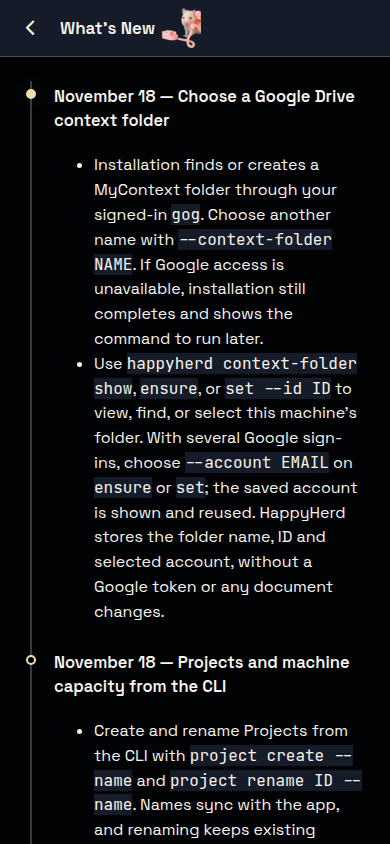 What's New
November 18 — Choose a Google Drive
context folder
Installation finds or creates a
MyContext folder through your
signed-in gog. Choose another
name with --context-folder
NAME. If Google access is
unavailable, installation still
completes and shows the
command to run later.
Use happyherd context-folder
show, ensure, or set --id ID to
view, find, or select this machine's
folder. With several Google sign-
ins, choose --account EMAIL on
ensure or set; the saved account
is shown and reused. HappyHerd
stores the folder name, ID and
selected account, without a
Google token or any document
changes.
November 18 — Projects and machine
capacity from the CLI
Create and rename Projects from
the CLI with project create --
name and project rename ID --
name. Names sync with the app,
and renaming keeps existing